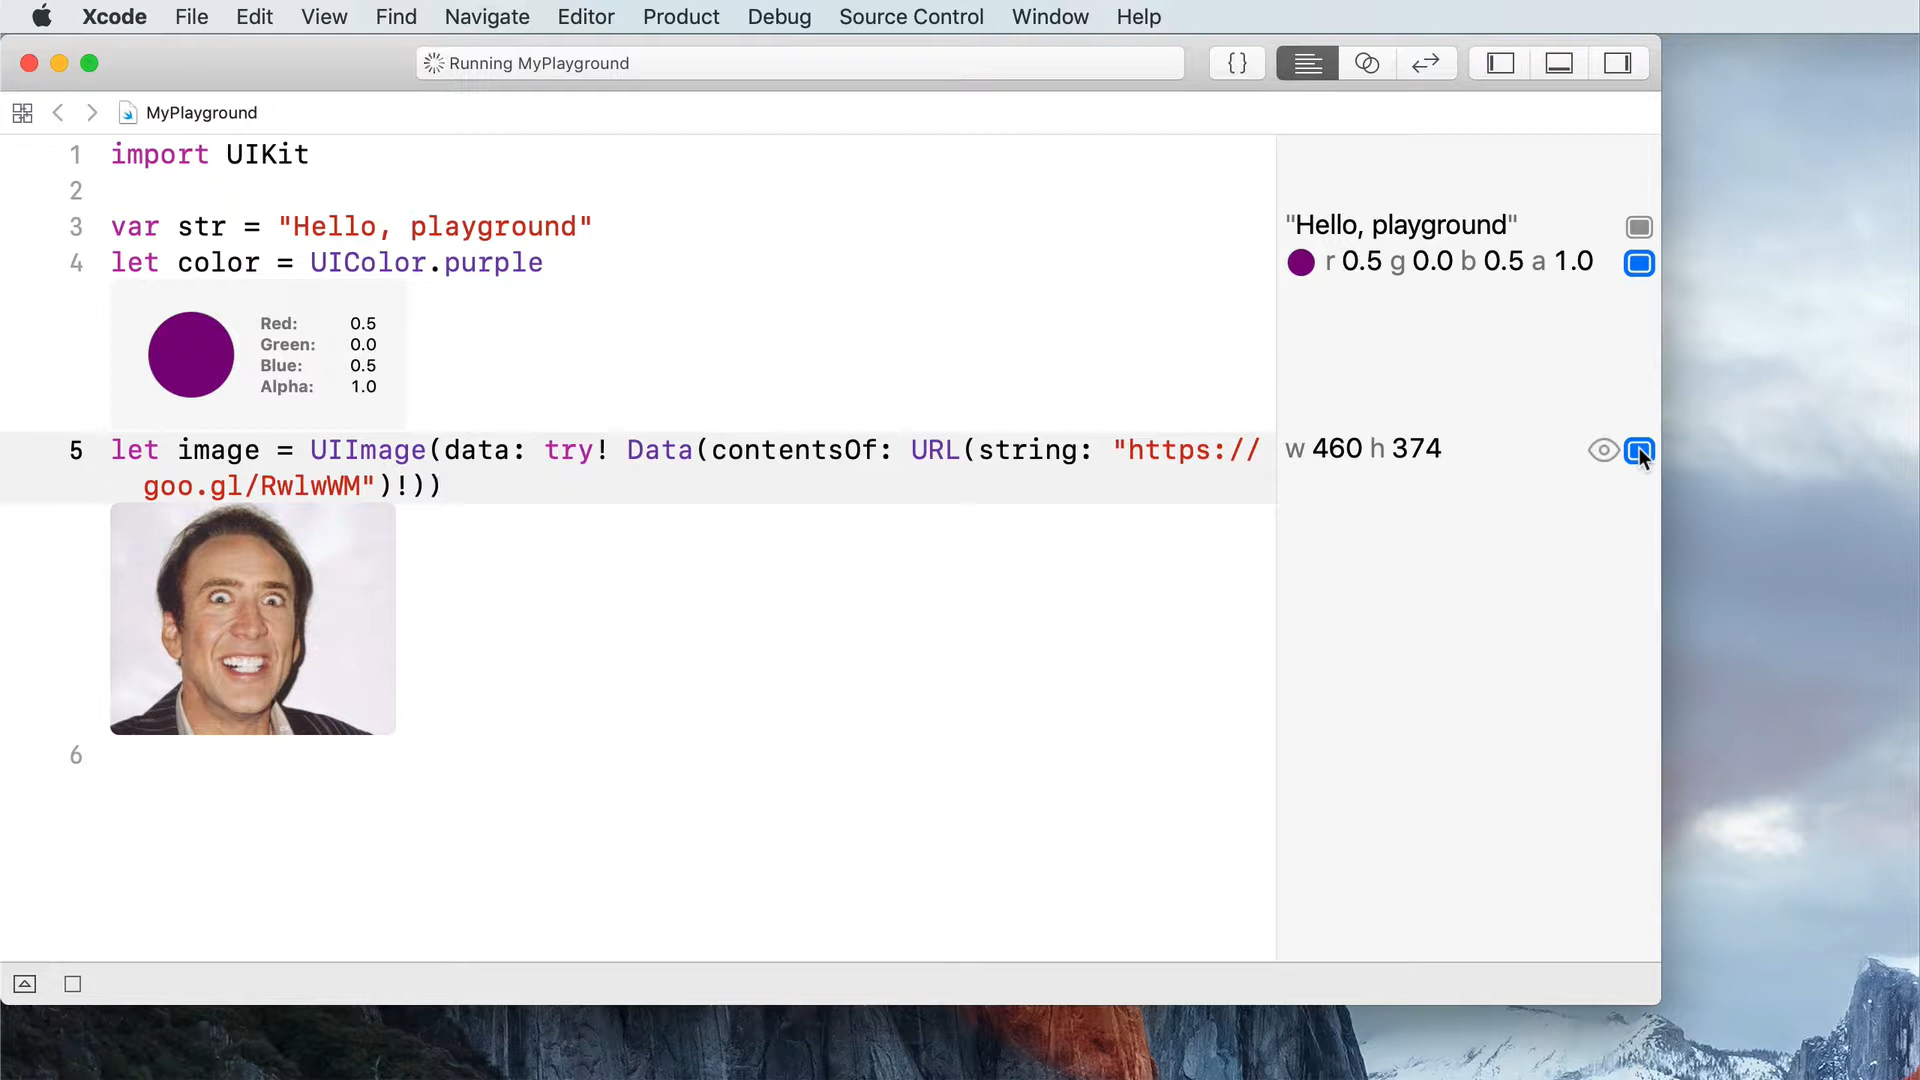 Xcode File Edit View Find Navigate Editor Product Debug Source Control Window Help
Running MyPlayground
{}
MyPlayground
1 import UIKit
2
3 var str = "Hello, playground"
"Hello, playground"
4 let color = UIColor.purple
r 0.5 g 0.0 b 0.5 a 1.0
Red: 0.5
Green: 0.0
Blue: 0.5
Alpha: 1.0
5 let image = UIImage(data: try! Data(contentsOf: URL(string: "https://
goo.gl/RwlwWM")!))
w 460 h 374
6